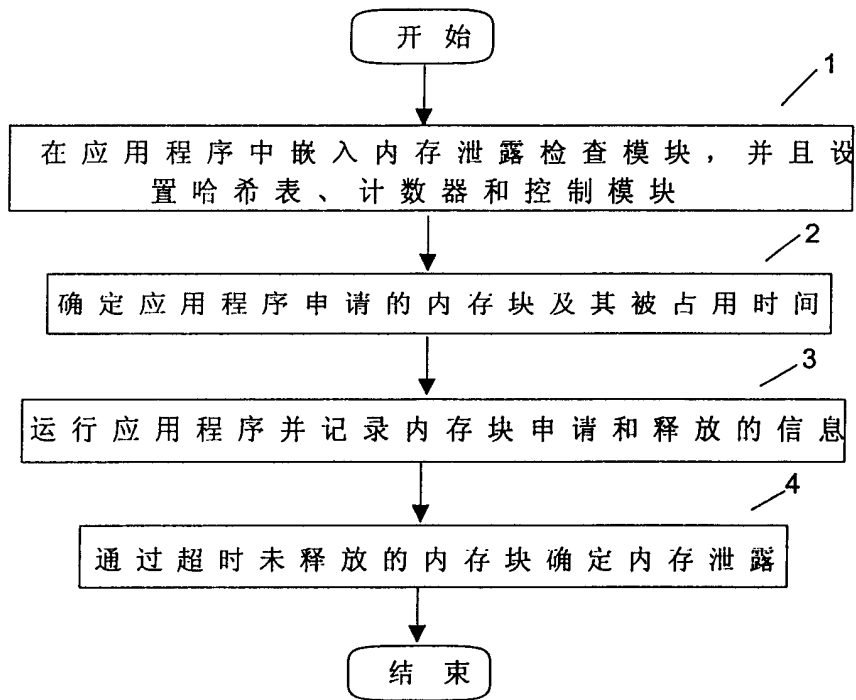 开始
1
在应用程序中嵌入内存泄露检查模块，并且设
置哈希表、计数器和控制模块
2
确定应用程序申请的内存块及其被占用时间
3
运行应用程序并记录内存块申请和释放的信息
4
通过超时未释放的内存块确定内存泄露
结束